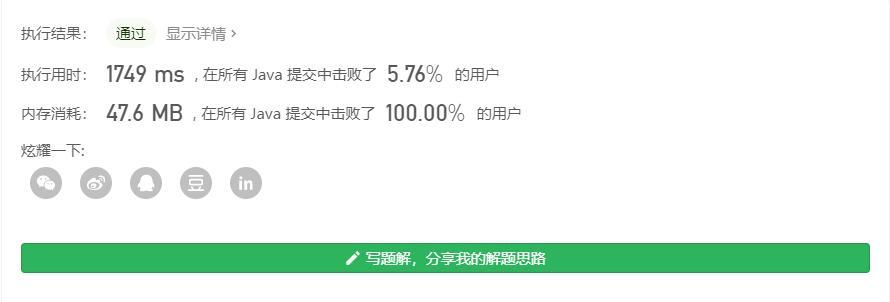 执行结果： 通过 显示详情 ›
执行用时： 1749 ms , 在所有 Java 提交中击败了 5.76% 的用户
内存消耗： 47.6 MB , 在所有 Java 提交中击败了 100.00% 的用户
炫耀一下:
豆 in
写题解，分享我的解题思路